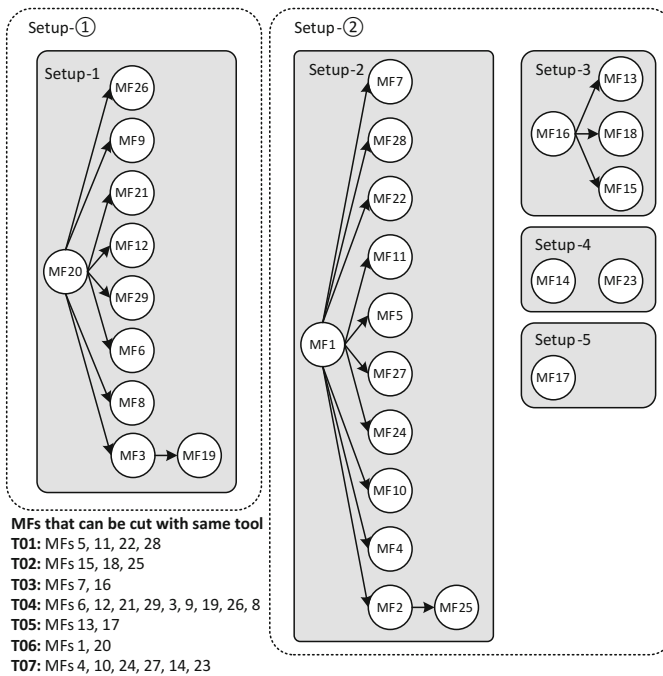 Setup-①
Setup-1
MF26
MF9
MF21
MF12
MF20
MF29
MF6
MF8
MF3
MF19
Setup-②
Setup-2
MF7
MF28
MF22
MF11
MF5
MF1
MF27
MF24
MF10
MF4
MF2
MF25
Setup-3
MF13
MF16
MF18
MF15
Setup-4
MF14
MF23
Setup-5
MF17
MFs that can be cut with same tool
T01: MFs 5, 11, 22, 28
T02: MFs 15, 18, 25
T03: MFs 7, 16
T04: MFs 6, 12, 21, 29, 3, 9, 19, 26, 8
T05: MFs 13, 17
T06: MFs 1, 20
T07: MFs 4, 10, 24, 27, 14, 23